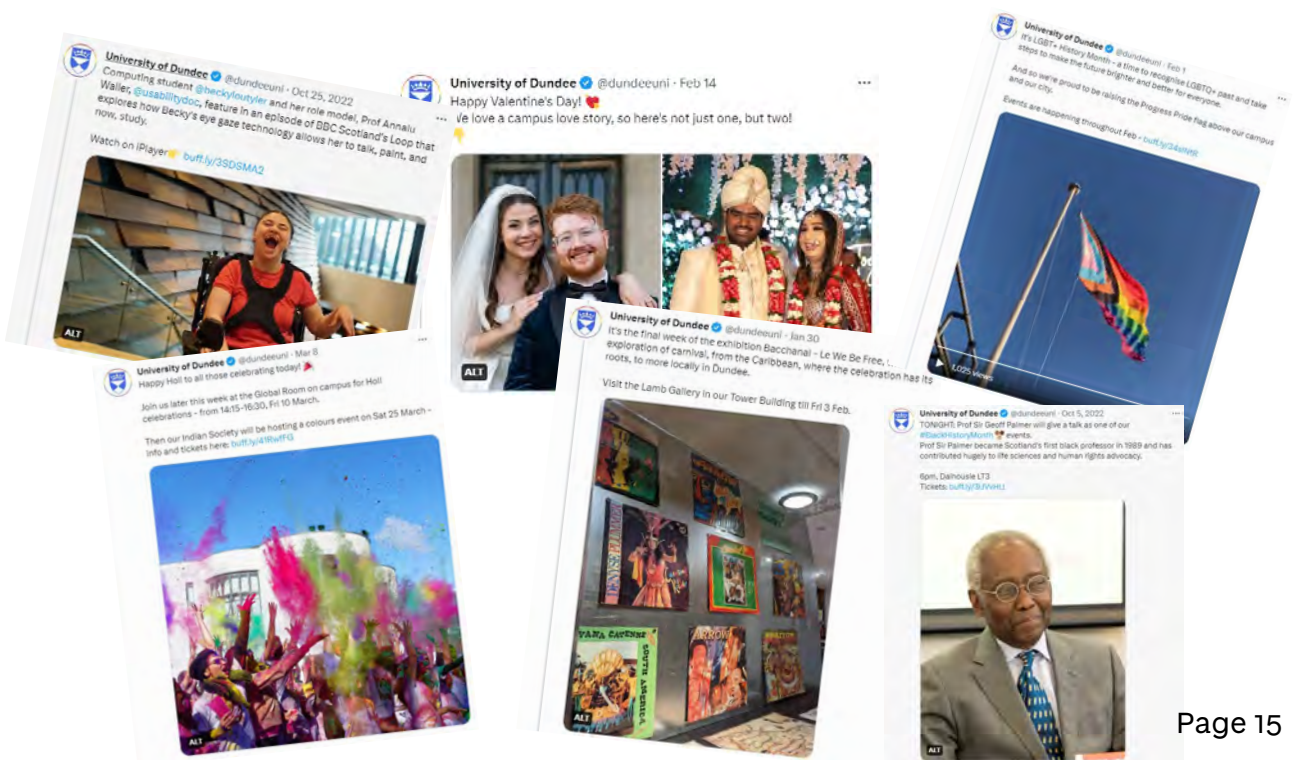 University of Dundee @dundeeuni · Oct 25, 2022
Computing student @beckyloutyler and her role model, Prof Annalu
Waller, @usabilitydoc, feature in an episode of BBC Scotland's Loop that
explores how Becky's eye gaze technology allows her to talk, paint, and
now, study.
Watch on iPlayer👉 buff.ly/3SDSMA2
ALT
University of Dundee @dundeeuni · Feb 14
Happy Valentine's Day! 💘
We love a campus love story, so here's not just one, but two!
👇
ALT
University of Dundee @dundeeuni · Feb 1
It's LGBT+ History Month - a time to recognise LGBTQ+ past and take
steps to make the future brighter and better for everyone.
And so we're proud to be raising the Progress Pride flag above our campus
and our city.
Events are happening throughout Feb -
1,025 views
University of Dundee @dundeeuni · Mar 8
Happy Holi to all those celebrating today! 🎉
Join us later this week at the Global Room on campus for Holi
celebrations - from 14:15-16:30, Fri 10 March.
Then our Indian Society will be hosting a colours event on Sat 25 March -
info and tickets here: buff.ly/41RwfFG
ALT
University of Dundee @dundeeuni · Jan 30
It's the final week of the exhibition Bacchanal - Le We Be Free,
exploration of carnival, from the Caribbean, where the celebration has its
roots, to more locally in Dundee.
Visit the Lamb Gallery in our Tower Building till Fri 3 Feb.
ARROW
SOUTH AMERICA
ALT
University of Dundee @dundeeuni · Oct 5, 2022
TONIGHT: Prof Sir Geoff Palmer will give a talk as one of our
#BlackHistoryMonth events.
Prof Sir Palmer became Scotland's first black professor in 1989 and has
contributed hugely to life sciences and human rights advocacy.
6pm, Dalhousie LT3
Tickets:
ALT
Page 15